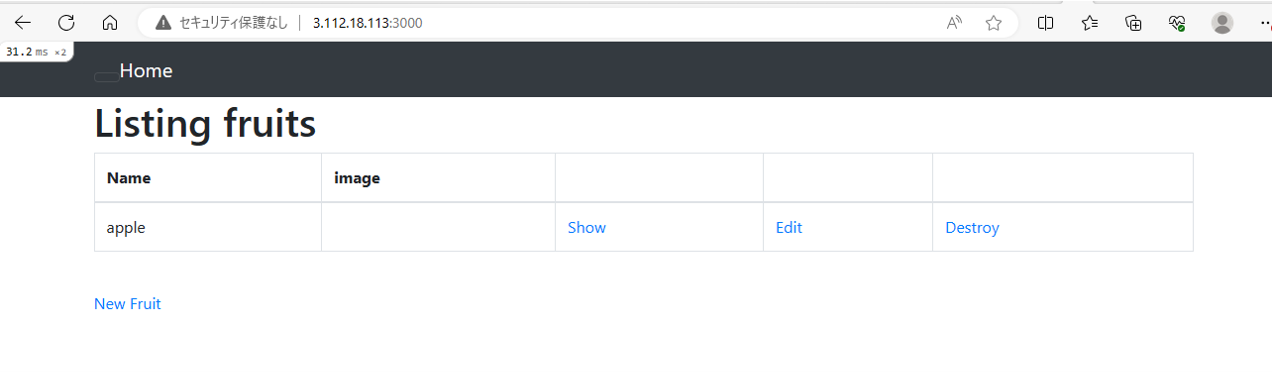 セキュリティ保護なし 3.112.18.113:3000
31.2 ms ×2
Home
Listing fruits
Name image
apple Show Edit Destroy
New Fruit